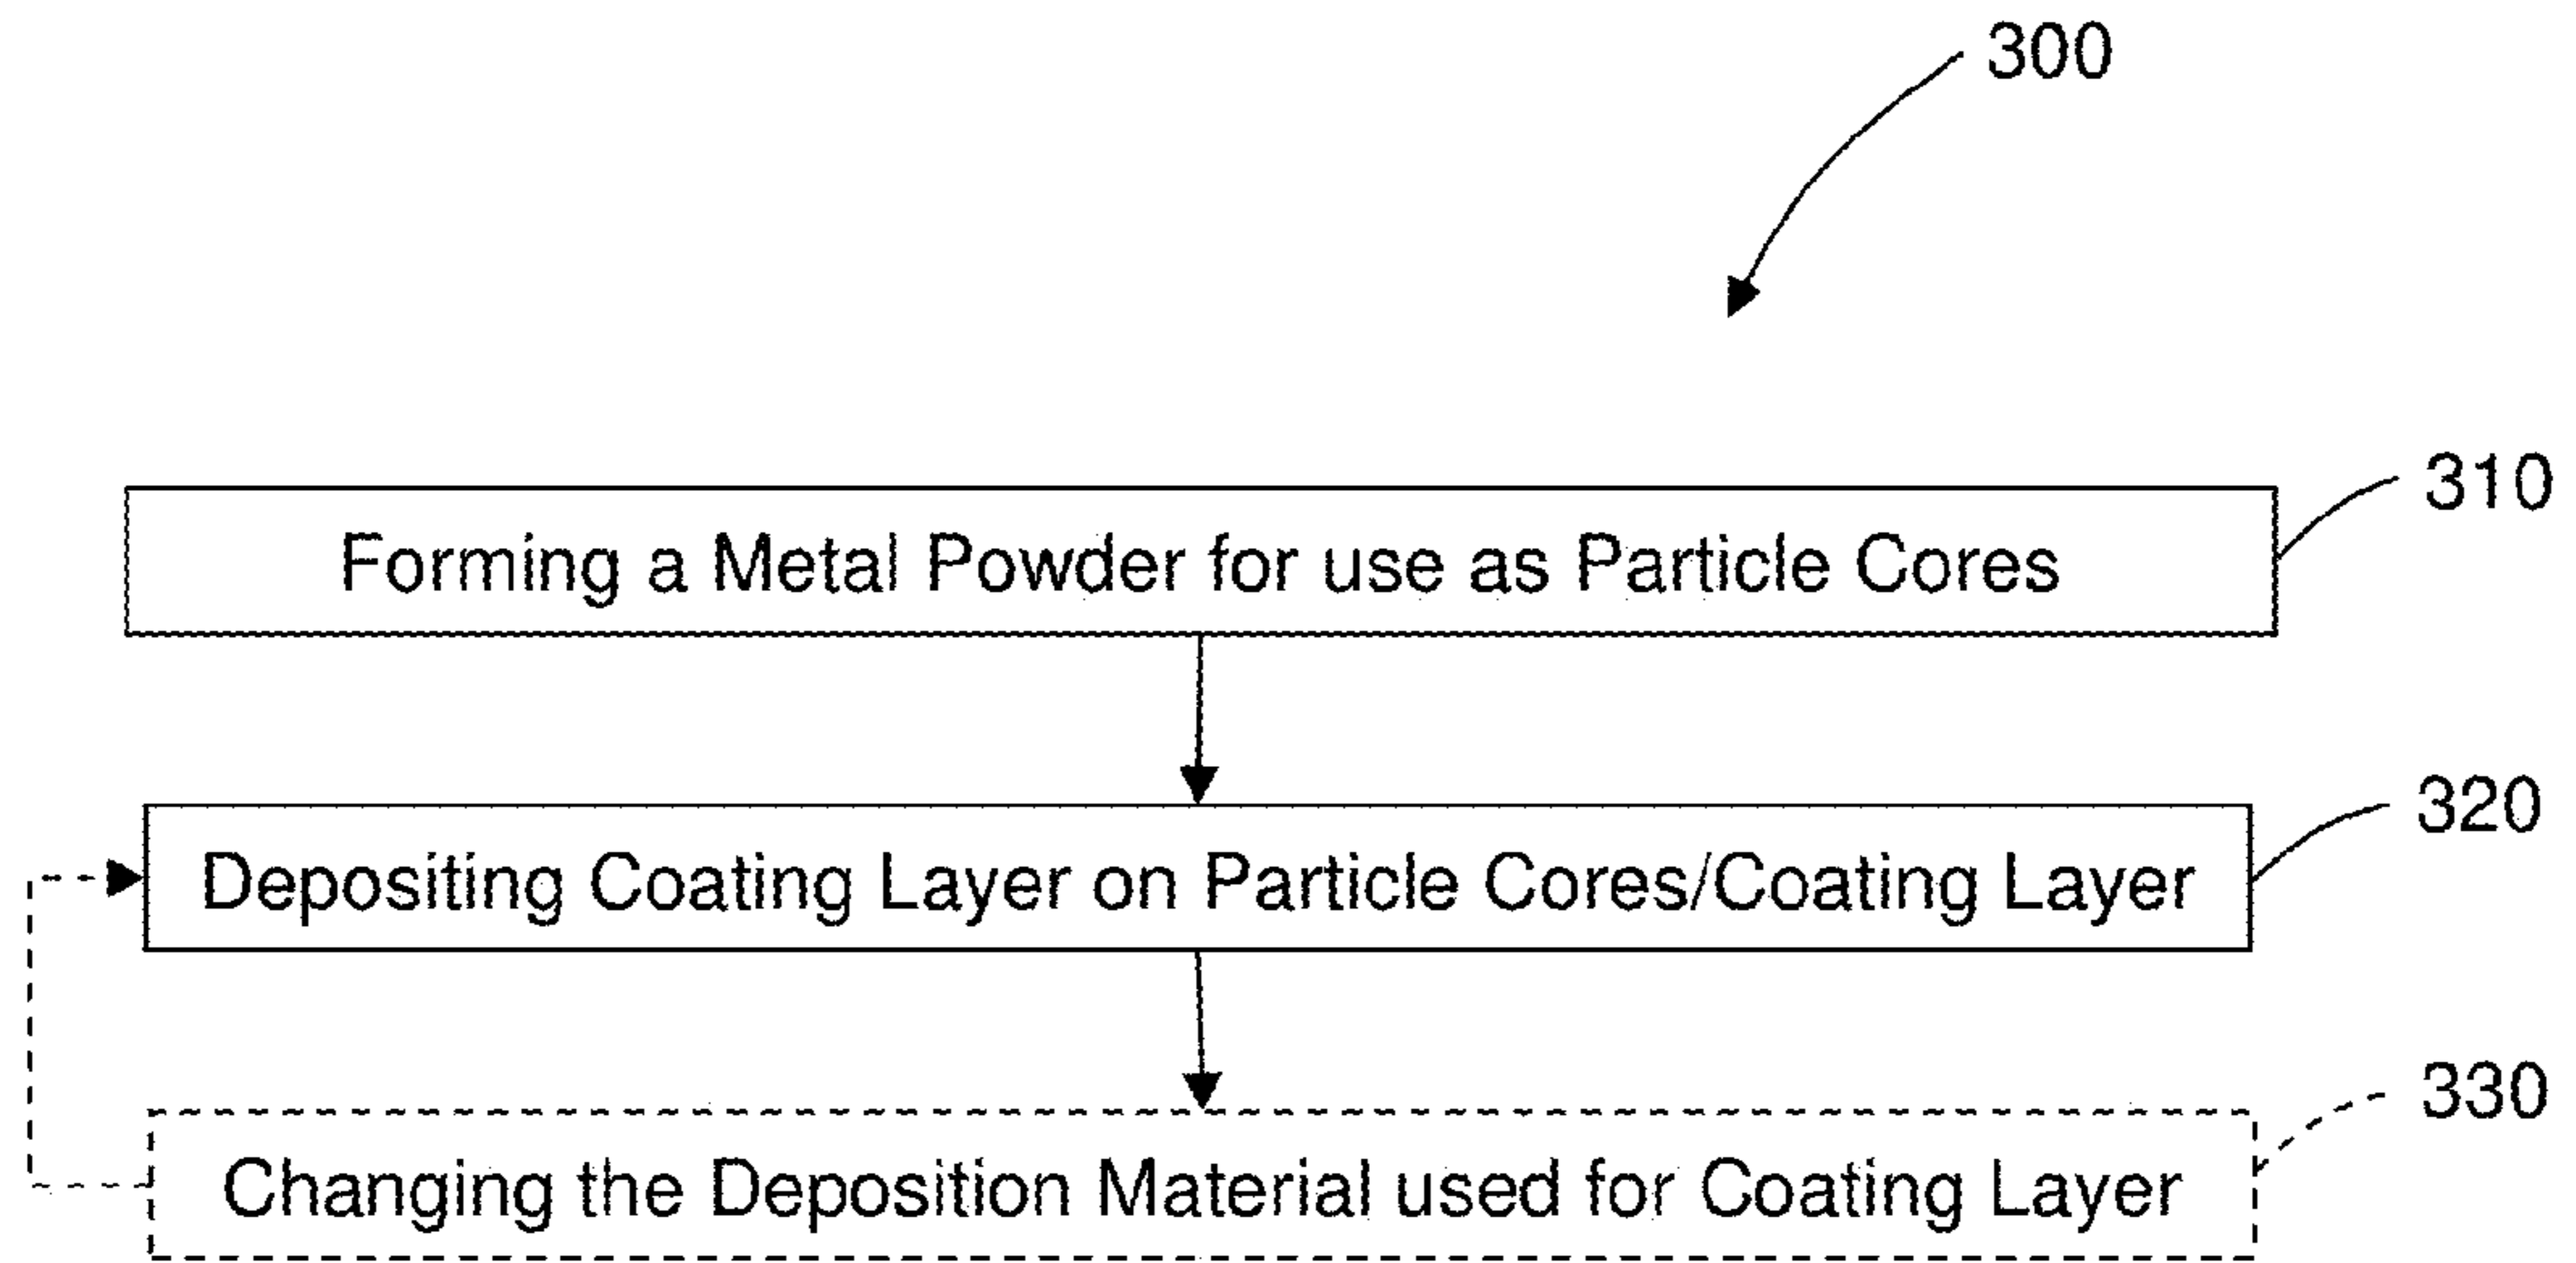 300
310
Forming a Metal Powder for use as Particle Cores
320
Depositing Coating Layer on Particle Cores/Coating Layer
330
Changing the Deposition Material used for Coating Layer